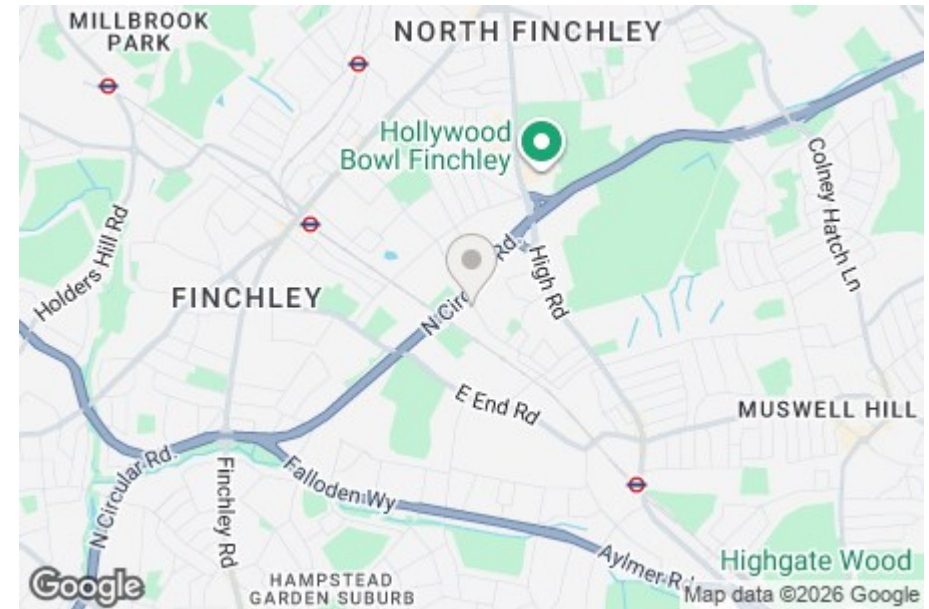 MILLBROOK
PARK
NORTH FINCHLEY
Hollywood
Bowl Finchley
Colney Hatch Ln
Holders Hill Rd
Rd.
High Rd
FINCHLEY
N Circ
E End Rd
MUSWELL HILL
N Circular Rd.
Finchley Rd
Falloden Wy
Aylmer R
Highgate Wood
HAMPSTEAD
GARDEN SUBURB
Google
Map data ©2026 Google